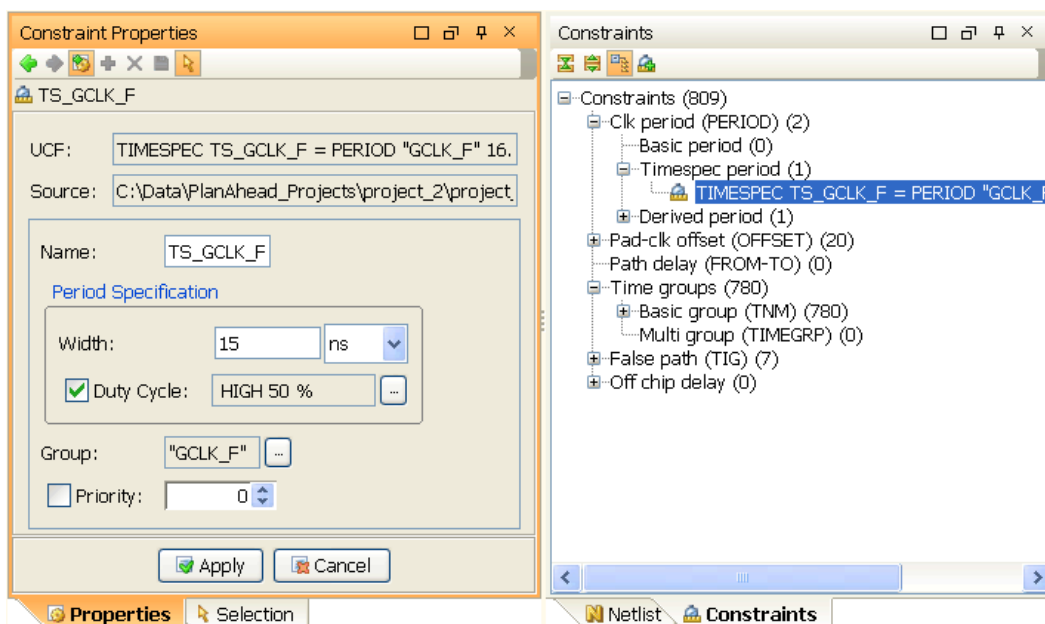 Constraint Properties
TS_GCLK_F
UCF: TIMESPEC TS_GCLK_F = PERIOD "GCLK_F" 16.
Source: C:\Data\PlanAhead_Projects\project_2\project_
Name: TS_GCLK_F
Period Specification
Width: 15 ns
Duty Cycle: HIGH 50 % ...
Group: "GCLK_F" ...
Priority: 0
Apply Cancel
Properties Selection
Constraints
Constraints (809)
Clk period (PERIOD) (2)
Basic period (0)
Timespec period (1)
TIMESPEC TS_GCLK_F = PERIOD "GCLK_F
Derived period (1)
Pad-clk offset (OFFSET) (20)
Path delay (FROM-TO) (0)
Time groups (780)
Basic group (TNM) (780)
Multi group (TIMEGRP) (0)
False path (TIG) (7)
Off chip delay (0)
Netlist Constraints